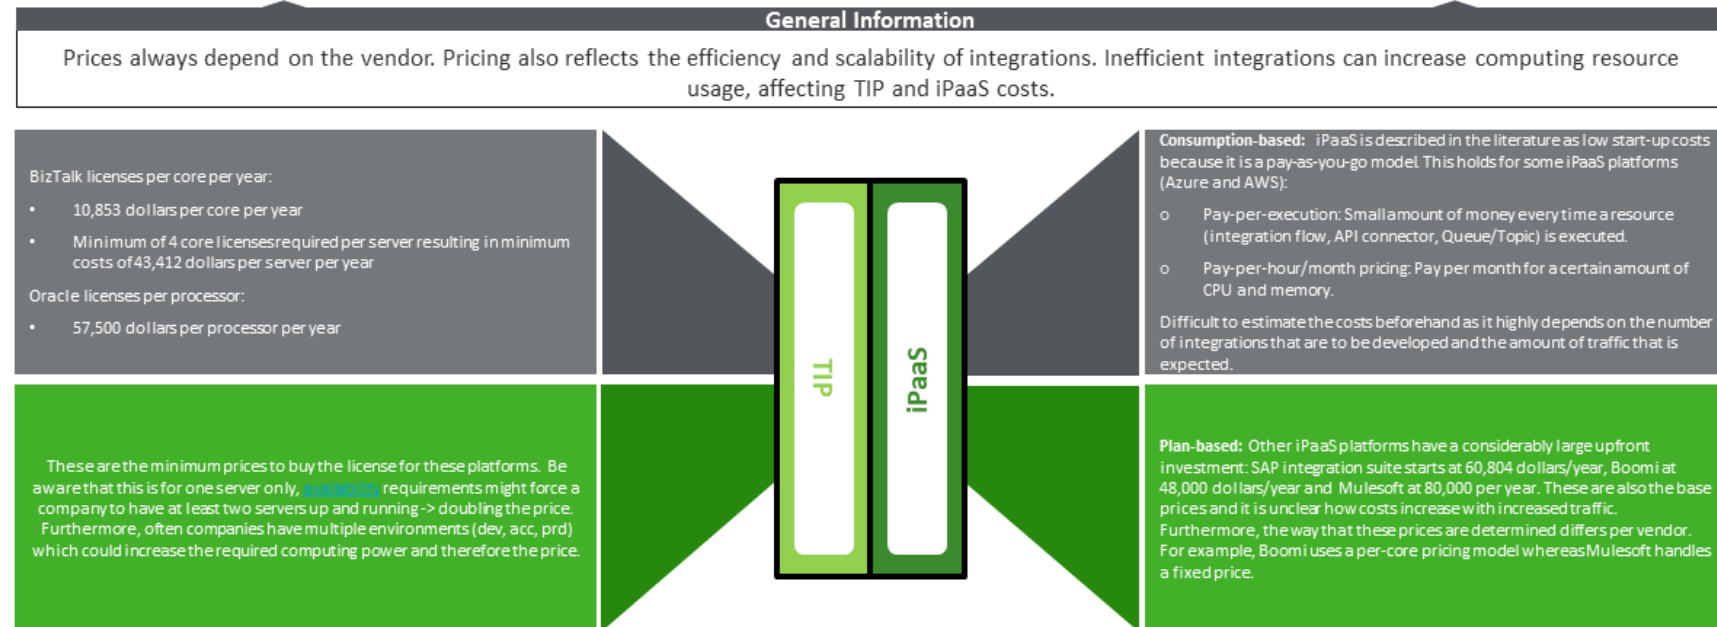 General Information
Prices always depend on the vendor. Pricing also reflects the efficiency and scalability of integrations. Inefficient integrations can increase computing resource
usage, affecting TIP and iPaaS costs.
BizTalk licenses per core per year:
• 10,853 dollars per core per year
• Minimum of 4 core licenses required per server resulting in minimum
costs of 43,412 dollars per server per year
Oracle licenses per processor:
• 57,500 dollars per processor per year
These are the minimum prices to buy the license for these platforms. Be
aware that this is for one server only, availability requirements might force a
company to have at least two servers up and running -> doubling the price.
Furthermore, often companies have multiple environments (dev, acc, prd)
which could increase the required computing power and therefore the price.
TIP
iPaaS
Consumption-based: iPaaS is described in the literature as low start-up costs
because it is a pay-as-you-go model. This holds for some iPaaS platforms
(Azure and AWS):
o Pay-per-execution: Small amount of money every time a resource
(integration flow, API connector, Queue/Topic) is executed.
o Pay-per-hour/month pricing: Pay per month for a certain amount of
CPU and memory.
Difficult to estimate the costs beforehand as it highly depends on the number
of integrations that are to be developed and the amount of traffic that is
expected.
Plan-based: Other iPaaS platforms have a considerably large upfront
investment: SAP integration suite starts at 60,804 dollars/year, Boomi at
48,000 dollars/year and Mulesoft at 80,000 per year. These are also the base
prices and it is unclear how costs increase with increased traffic.
Furthermore, the way that these prices are determined differs per vendor.
For example, Boomi uses a per-core pricing model whereas Mulesoft handles
a fixed price.